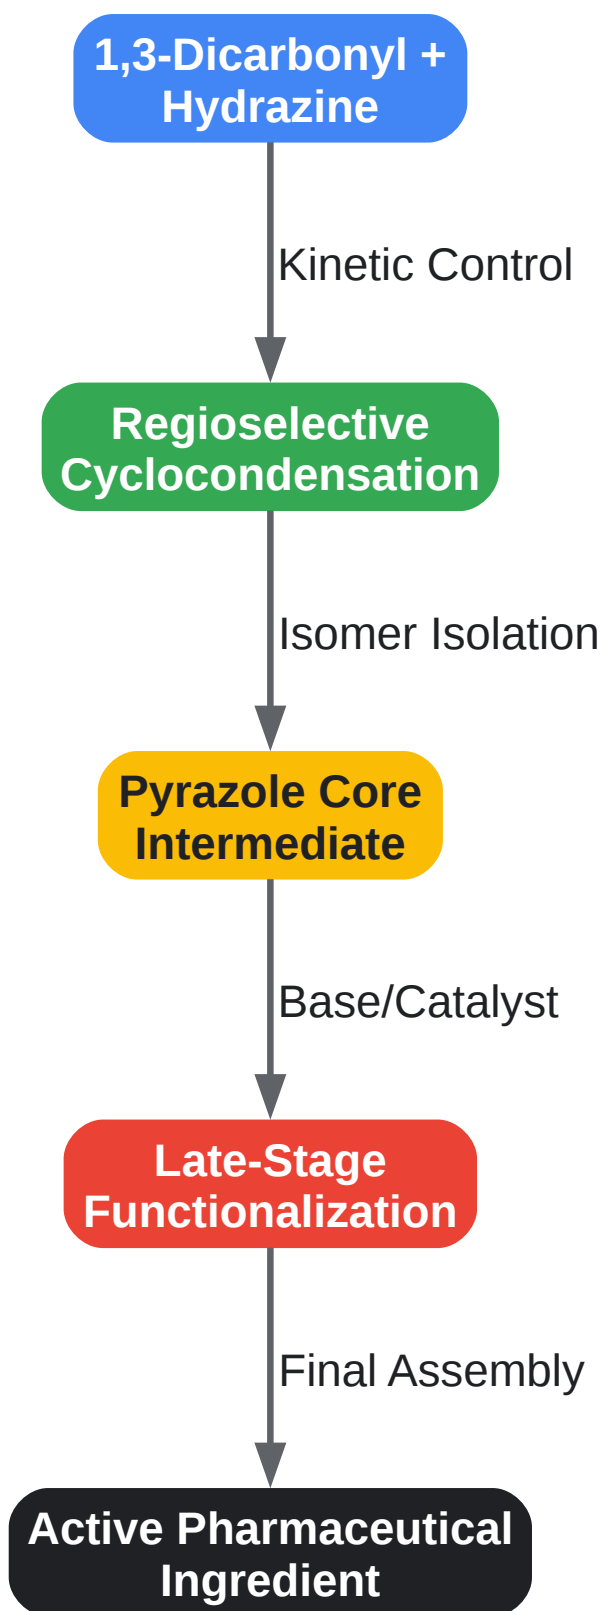 1,3-Dicarbonyl +
Hydrazine
Kinetic Control
Regioselective
Cyclocondensation
Isomer Isolation
Pyrazole Core
Intermediate
Base/Catalyst
Late-Stage
Functionalization
Final Assembly
Active Pharmaceutical
Ingredient